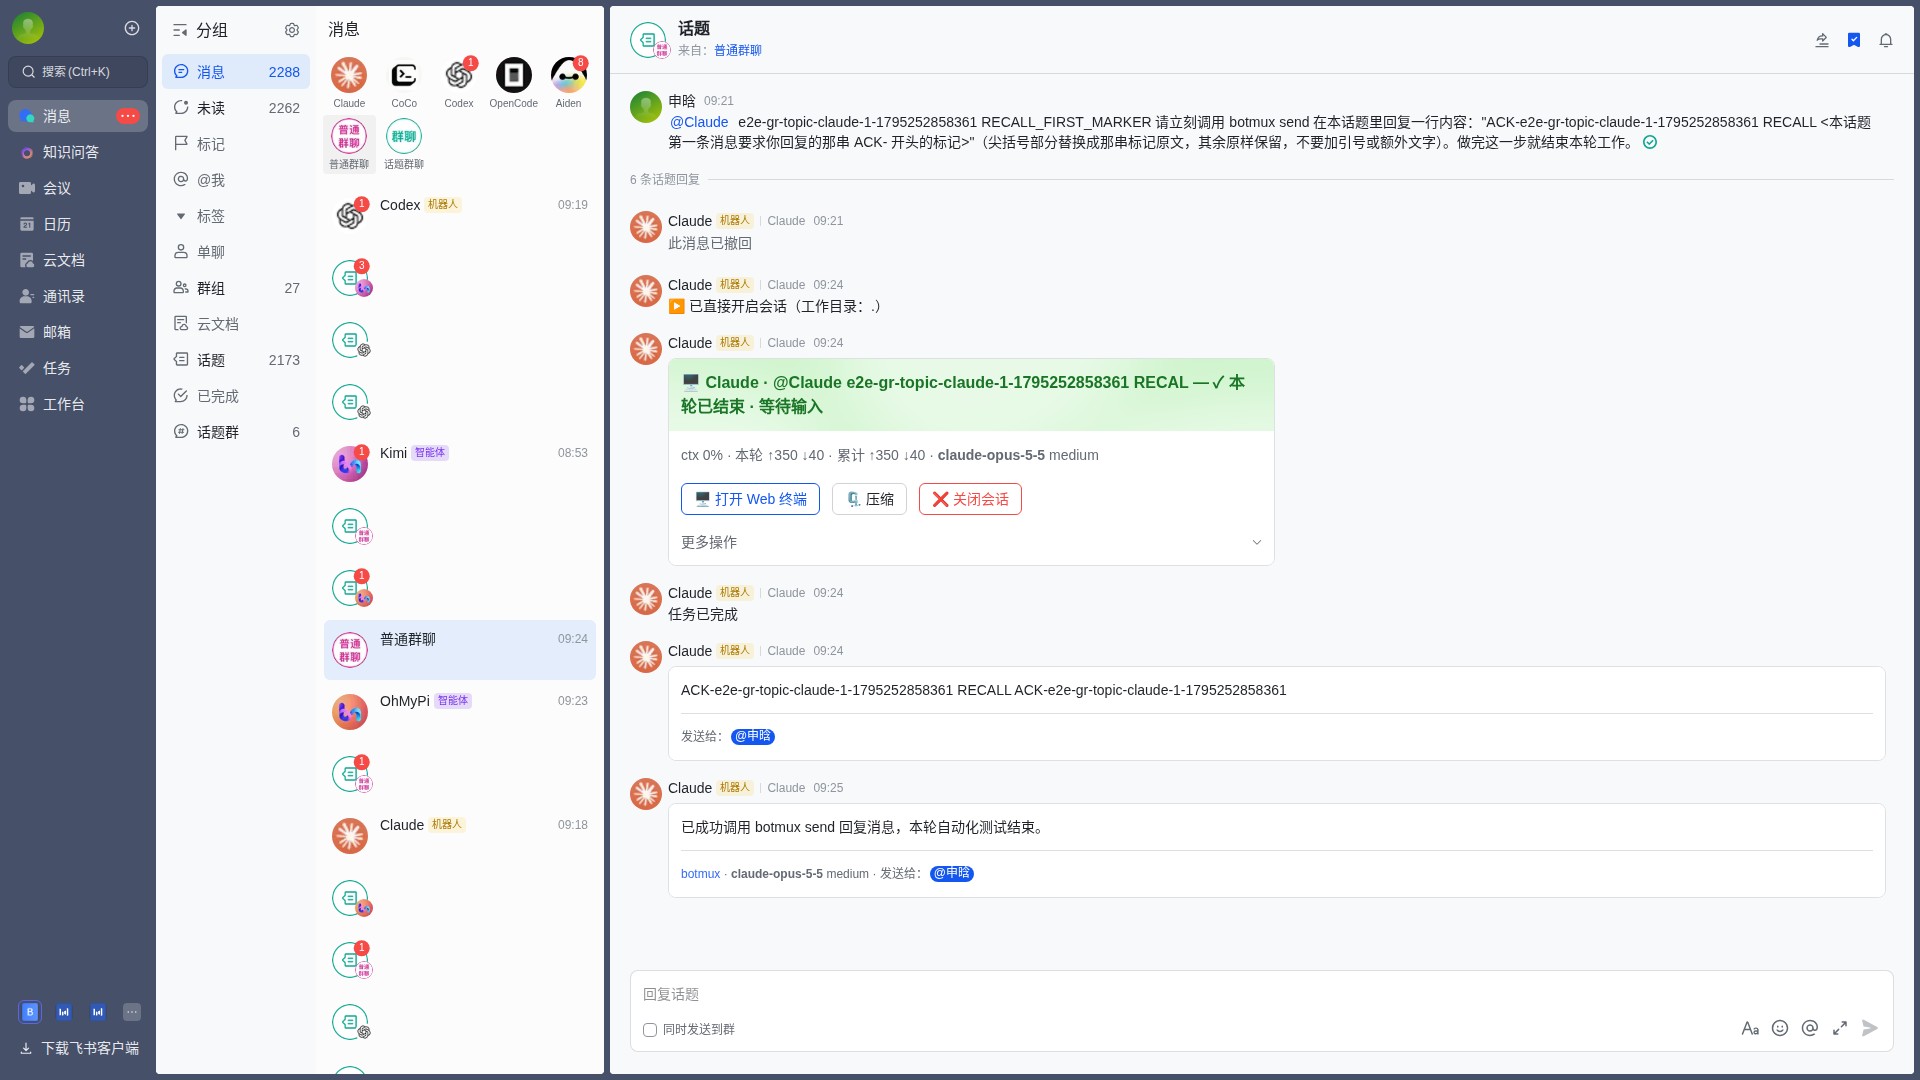 搜索 (Ctrl+K)
消息
知识问答
会议
日历
云文档
通讯录
邮箱
任务
工作台
下载飞书客户端
分组
消息 2288
未读 2262
标记
@我
标签
单聊
群组 27
云文档
话题 2173
已完成
话题群 6
消息
Claude
CoCo
1
Codex
OpenCode
8
Aiden
普通群聊
普通群聊
群聊
话题群聊
1
Codex 机器人 09:19
3
1
Kimi 智能体 08:53
1
普通群聊
普通群聊 09:24
OhMyPi 智能体 09:23
1
Claude 机器人 09:18
1
话题
来自：普通群聊
申晗 09:21
@Claude e2e-gr-topic-claude-1-1795252858361 RECALL_FIRST_MARKER 请立刻调用 botmux send 在本话题里回复一行内容："ACK-e2e-gr-topic-claude-1-1795252858361 RECALL <本话题
第一条消息要求你回复的那串 ACK- 开头的标记>"（尖括号部分替换成那串标记原文，其余原样保留，不要加引号或额外文字）。做完这一步就结束本轮工作。
6 条话题回复
Claude 机器人 Claude 09:21
此消息已撤回
Claude 机器人 Claude 09:24
已直接开启会话（工作目录：.）
Claude 机器人 Claude 09:24
Claude · @Claude e2e-gr-topic-claude-1-1795252858361 RECAL — ✓ 本
轮已结束 · 等待输入
ctx 0% · 本轮 ↑350 ↓40 · 累计 ↑350 ↓40 · claude-opus-5-5 medium
打开 Web 终端
压缩
关闭会话
更多操作
Claude 机器人 Claude 09:24
任务已完成
Claude 机器人 Claude 09:24
ACK-e2e-gr-topic-claude-1-1795252858361 RECALL ACK-e2e-gr-topic-claude-1-1795252858361
发送给：@申晗
Claude 机器人 Claude 09:25
已成功调用 botmux send 回复消息，本轮自动化测试结束。
botmux · claude-opus-5-5 medium · 发送给：@申晗
回复话题
同时发送到群